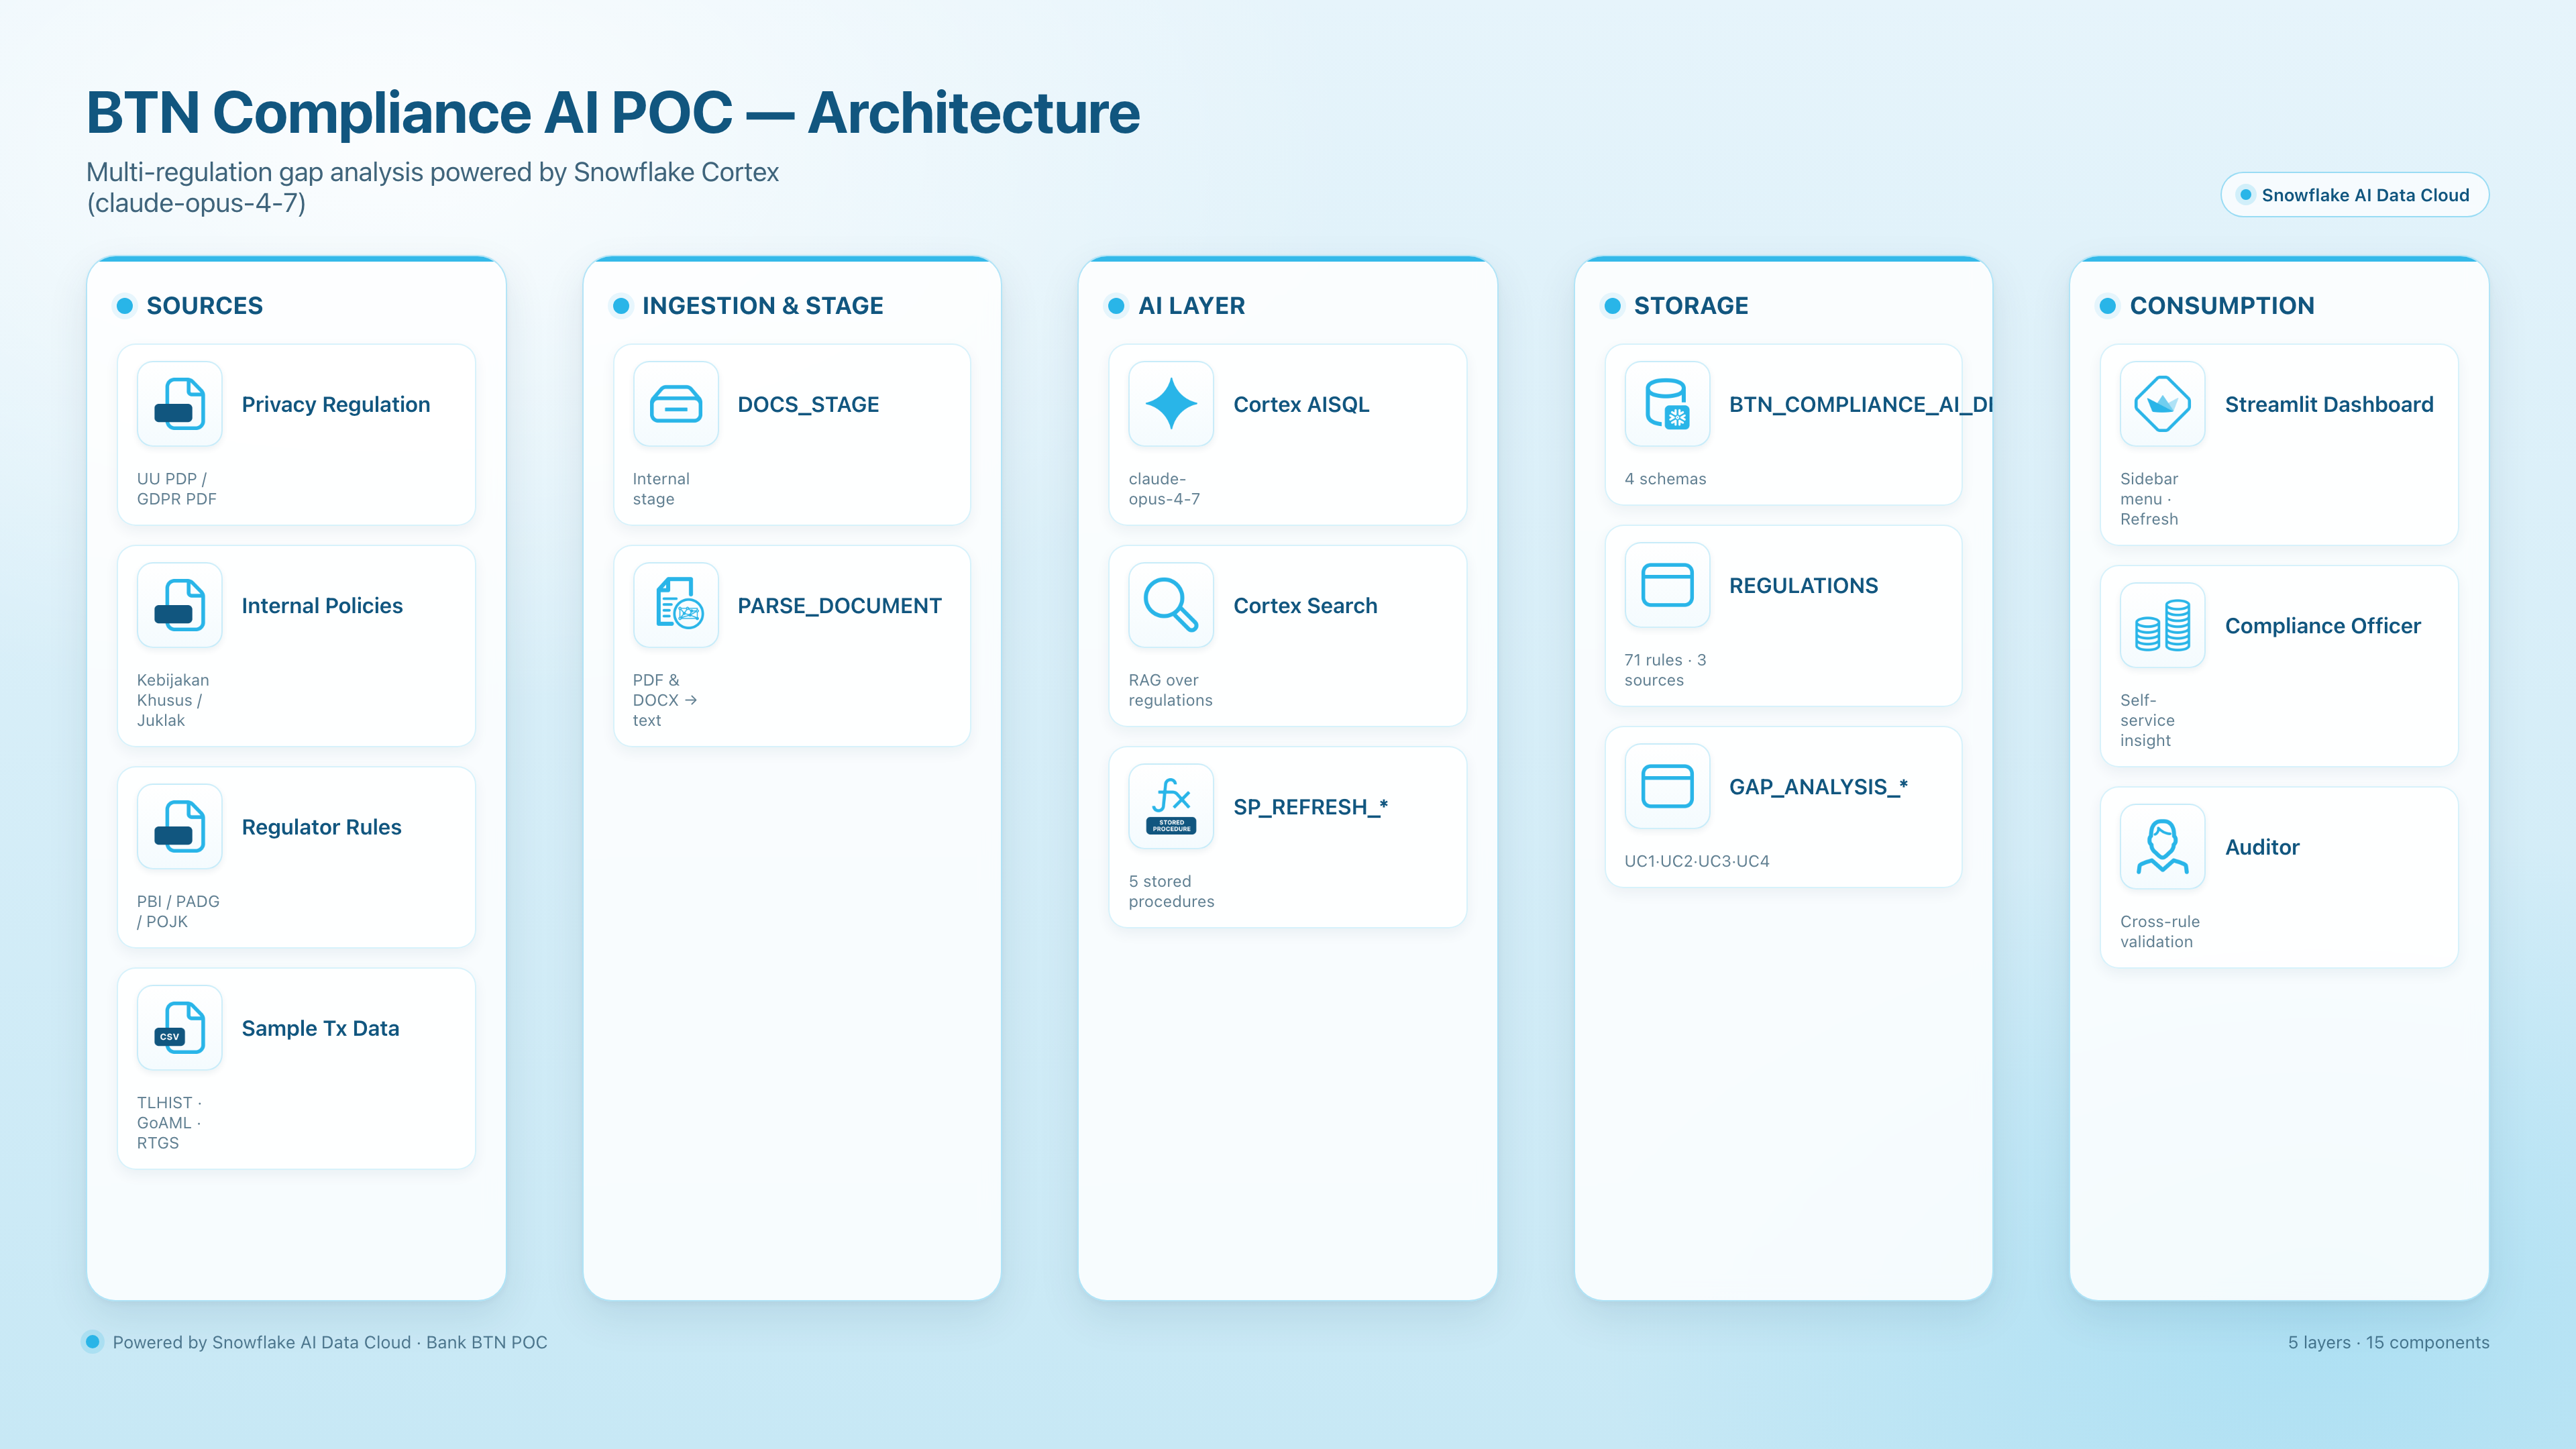 BTN Compliance AI POC — Architecture
Multi-regulation gap analysis powered by Snowflake Cortex
(claude-opus-4-7)
Snowflake AI Data Cloud
SOURCES
Privacy Regulation
UU PDP /
GDPR PDF
Internal Policies
Kebijakan
Khusus /
Juklak
Regulator Rules
PBI / PADG
/ POJK
CSV
Sample Tx Data
TLHIST ·
GoAML ·
RTGS
INGESTION & STAGE
DOCS_STAGE
Internal
stage
PARSE_DOCUMENT
PDF &
DOCX →
text
AI LAYER
Cortex AISQL
claude-
opus-4-7
Cortex Search
RAG over
regulations
fx
STORED
PROCEDURE
SP_REFRESH_*
5 stored
procedures
STORAGE
BTN_COMPLIANCE_AI_D
4 schemas
REGULATIONS
71 rules · 3
sources
GAP_ANALYSIS_*
UC1·UC2·UC3·UC4
CONSUMPTION
Streamlit Dashboard
Sidebar
menu ·
Refresh
Compliance Officer
Self-
service
insight
Auditor
Cross-rule
validation
Powered by Snowflake AI Data Cloud · Bank BTN POC
5 layers · 15 components